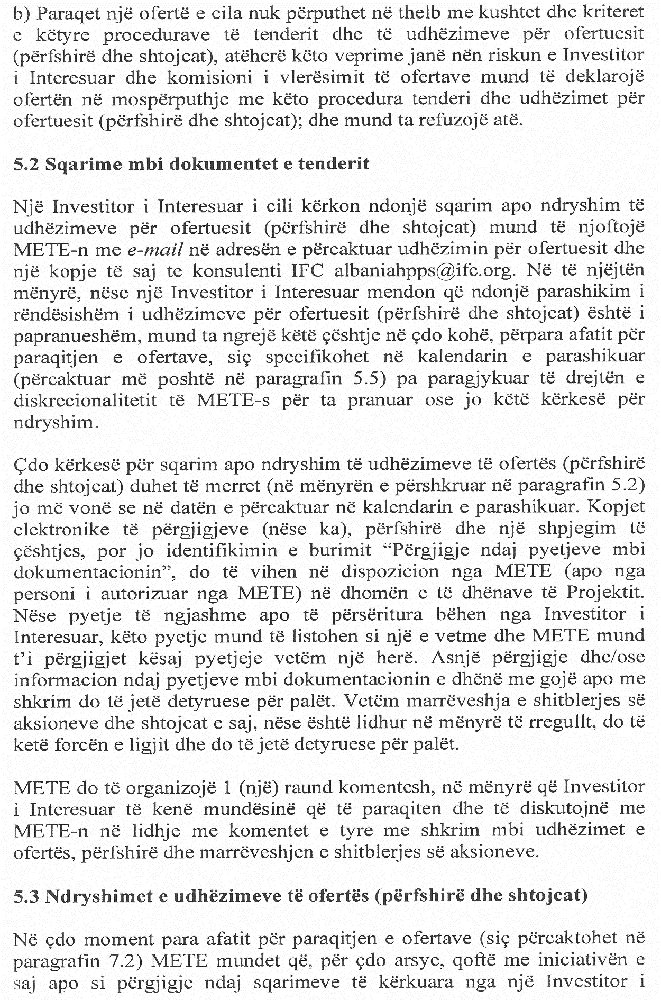 b) Paraqet një ofertë e cila nuk përputhet në thelb me kushtet dhe kriteret
e këtyre procedurave të tenderit dhe të udhëzimeve për ofertuesit
(përfshirë dhe shtojcat), atëherë këto veprime janë nën riskun e Investitor
i Interesuar dhe komisioni i vlerësimit të ofertave mund të deklarojë
ofertën në mospërputhje me këto procedura tenderi dhe udhëzimet për
ofertuesit (përfshirë dhe shtojcat); dhe mund ta refuzojë atë.

5.2 Sqarime mbi dokumentet e tenderit

Një Investitor i Interesuar i cili kërkon ndonjë sqarim apo ndryshim të
udhëzimeve për ofertuesit (përfshirë dhe shtojcat) mund të njoftojë
METE-n me e-mail në adresën e përcaktuar udhëzimin për ofertuesit dhe
një kopje të saj te konsulenti IFC albaniahpps@ifc.org. Në të njëjtën
mënyrë, nëse një Investitor i Interesuar mendon që ndonjë parashikim i
rëndësishëm i udhëzimeve për ofertuesit (përfshirë dhe shtojcat) është i
papranueshëm, mund ta ngrejë këtë çështje në çdo kohë, përpara afatit për
paraqitjen e ofertave, siç specifikohet në kalendarin e parashikuar
(përcaktuar më poshtë në paragrafin 5.5) pa paragjykuar të drejtën e
diskrecionalitetit të METE-s për ta pranuar ose jo këtë kërkesë për
ndryshim.

Çdo kërkesë për sqarim apo ndryshim të udhëzimeve të ofertës (përfshirë
dhe shtojcat) duhet të merret (në mënyrën e përshkruar në paragrafin 5.2)
jo më vonë se në datën e përcaktuar në kalendarin e parashikuar. Kopjet
elektronike të përgjigjeve (nëse ka), përfshirë dhe një shpjegim të
çështjes, por jo identifikimin e burimit “Përgjigje ndaj pyetjeve mbi
dokumentacionin”, do të vihen në dispozicion nga METE (apo nga
personi i autorizuar nga METE) në dhomën e të dhënave të Projektit.
Nëse pyetje të ngjashme apo të përsëritura bëhen nga Investitor i
Interesuar, këto pyetje mund të listohen si një e vetme dhe METE mund
t’i përgjigjet kësaj pyetjeje vetëm një herë. Asnjë përgjigje dhe/ose
informacion ndaj pyetjeve mbi dokumentacionin e dhënë me gojë apo me
shkrim do të jetë detyruese për palët. Vetëm marrëveshja e shitblerjes së
aksioneve dhe shtojcat e saj, nëse është lidhur në mënyrë të rregullt, do të
ketë forcën e ligjit dhe do të jetë detyruese për palët.

METE do të organizojë 1 (një) raund komentesh, në mënyrë që Investitor
i Interesuar të kenë mundësinë që të paraqiten dhe të diskutojnë me
METE-n në lidhje me komentet e tyre me shkrim mbi udhëzimet e
ofertës, përfshirë dhe marrëveshjen e shitblerjes së aksioneve.

5.3 Ndryshimet e udhëzimeve të ofertës (përfshirë dhe shtojcat)

Në çdo moment para afatit për paraqitjen e ofertave (siç përcaktohet në
paragrafin 7.2) METE mundet që, për çdo arsye, qoftë me iniciativën e
saj apo si përgjigje ndaj sqarimeve të kërkuara nga një Investitor i